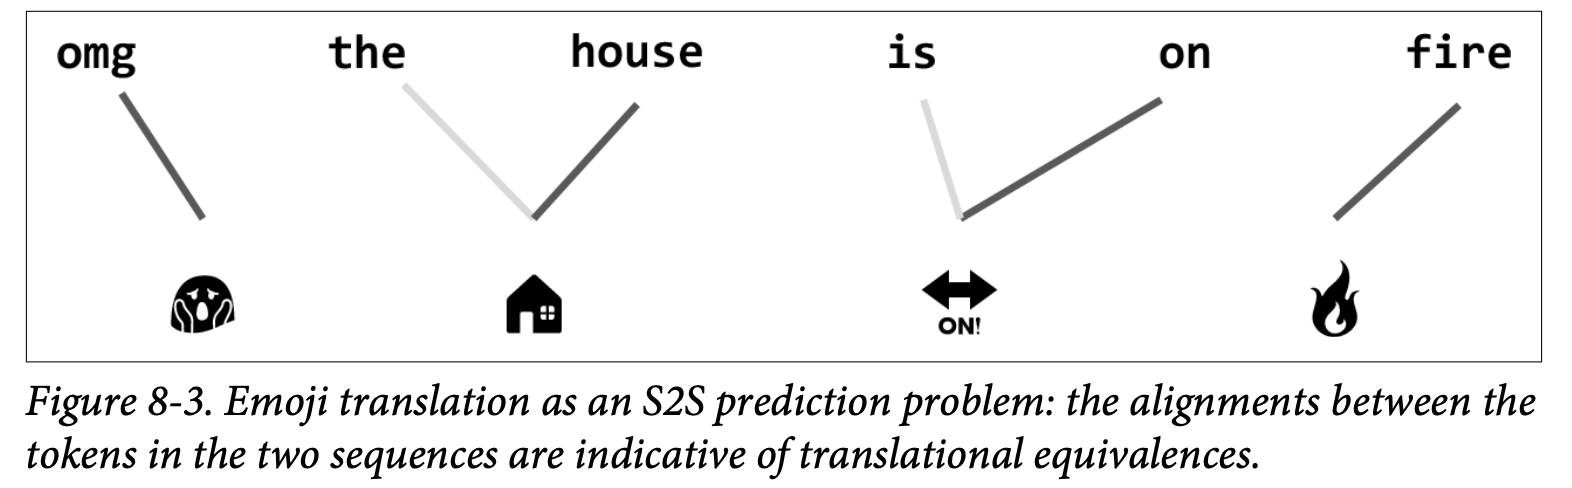 omg the house is on fire
ON!
Figure 8-3. Emoji translation as an S2S prediction problem: the alignments between the
tokens in the two sequences are indicative of translational equivalences.